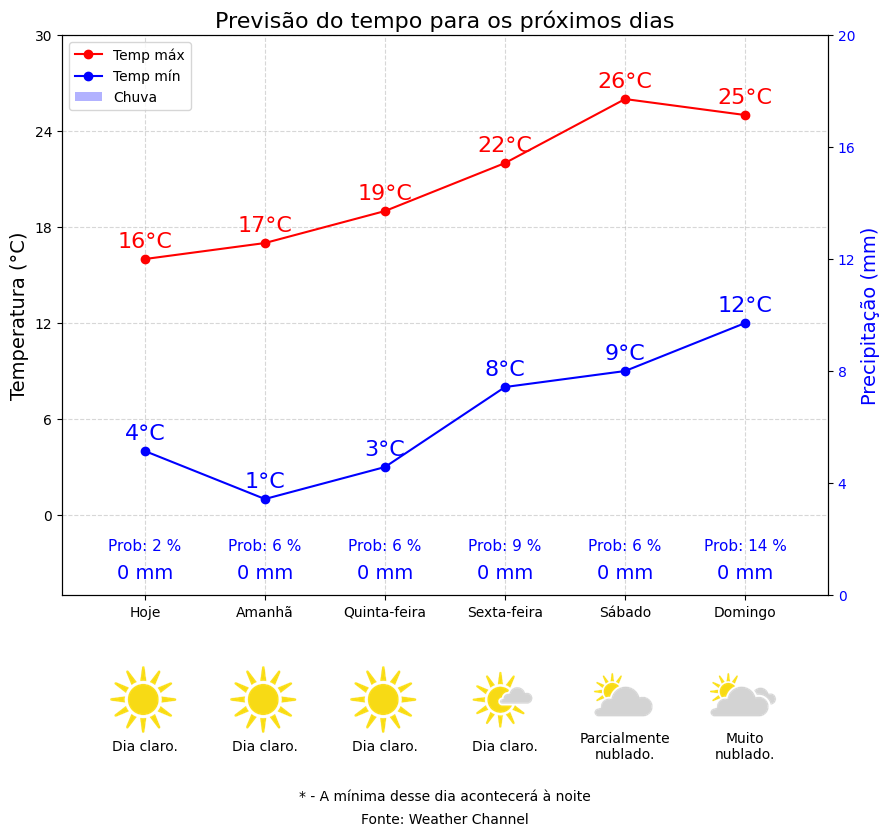 Previsão do tempo para os próximos dias
Temp máx
Temp mín
Chuva
Temperatura (°C)
30
24
18
12
6
0
Precipitação (mm)
20
16
12
8
4
0
16°C
17°C
19°C
22°C
26°C
25°C
4°C
1°C
3°C
8°C
9°C
12°C
Prob: 2 %
Prob: 6 %
Prob: 6 %
Prob: 9 %
Prob: 6 %
Prob: 14 %
0 mm
0 mm
0 mm
0 mm
0 mm
0 mm
Hoje
Amanhã
Quinta-feira
Sexta-feira
Sábado
Domingo
Dia claro.
Dia claro.
Dia claro.
Dia claro.
Parcialmente
nublado.
Muito
nublado.
* - A mínima desse dia acontecerá à noite
Fonte: Weather Channel